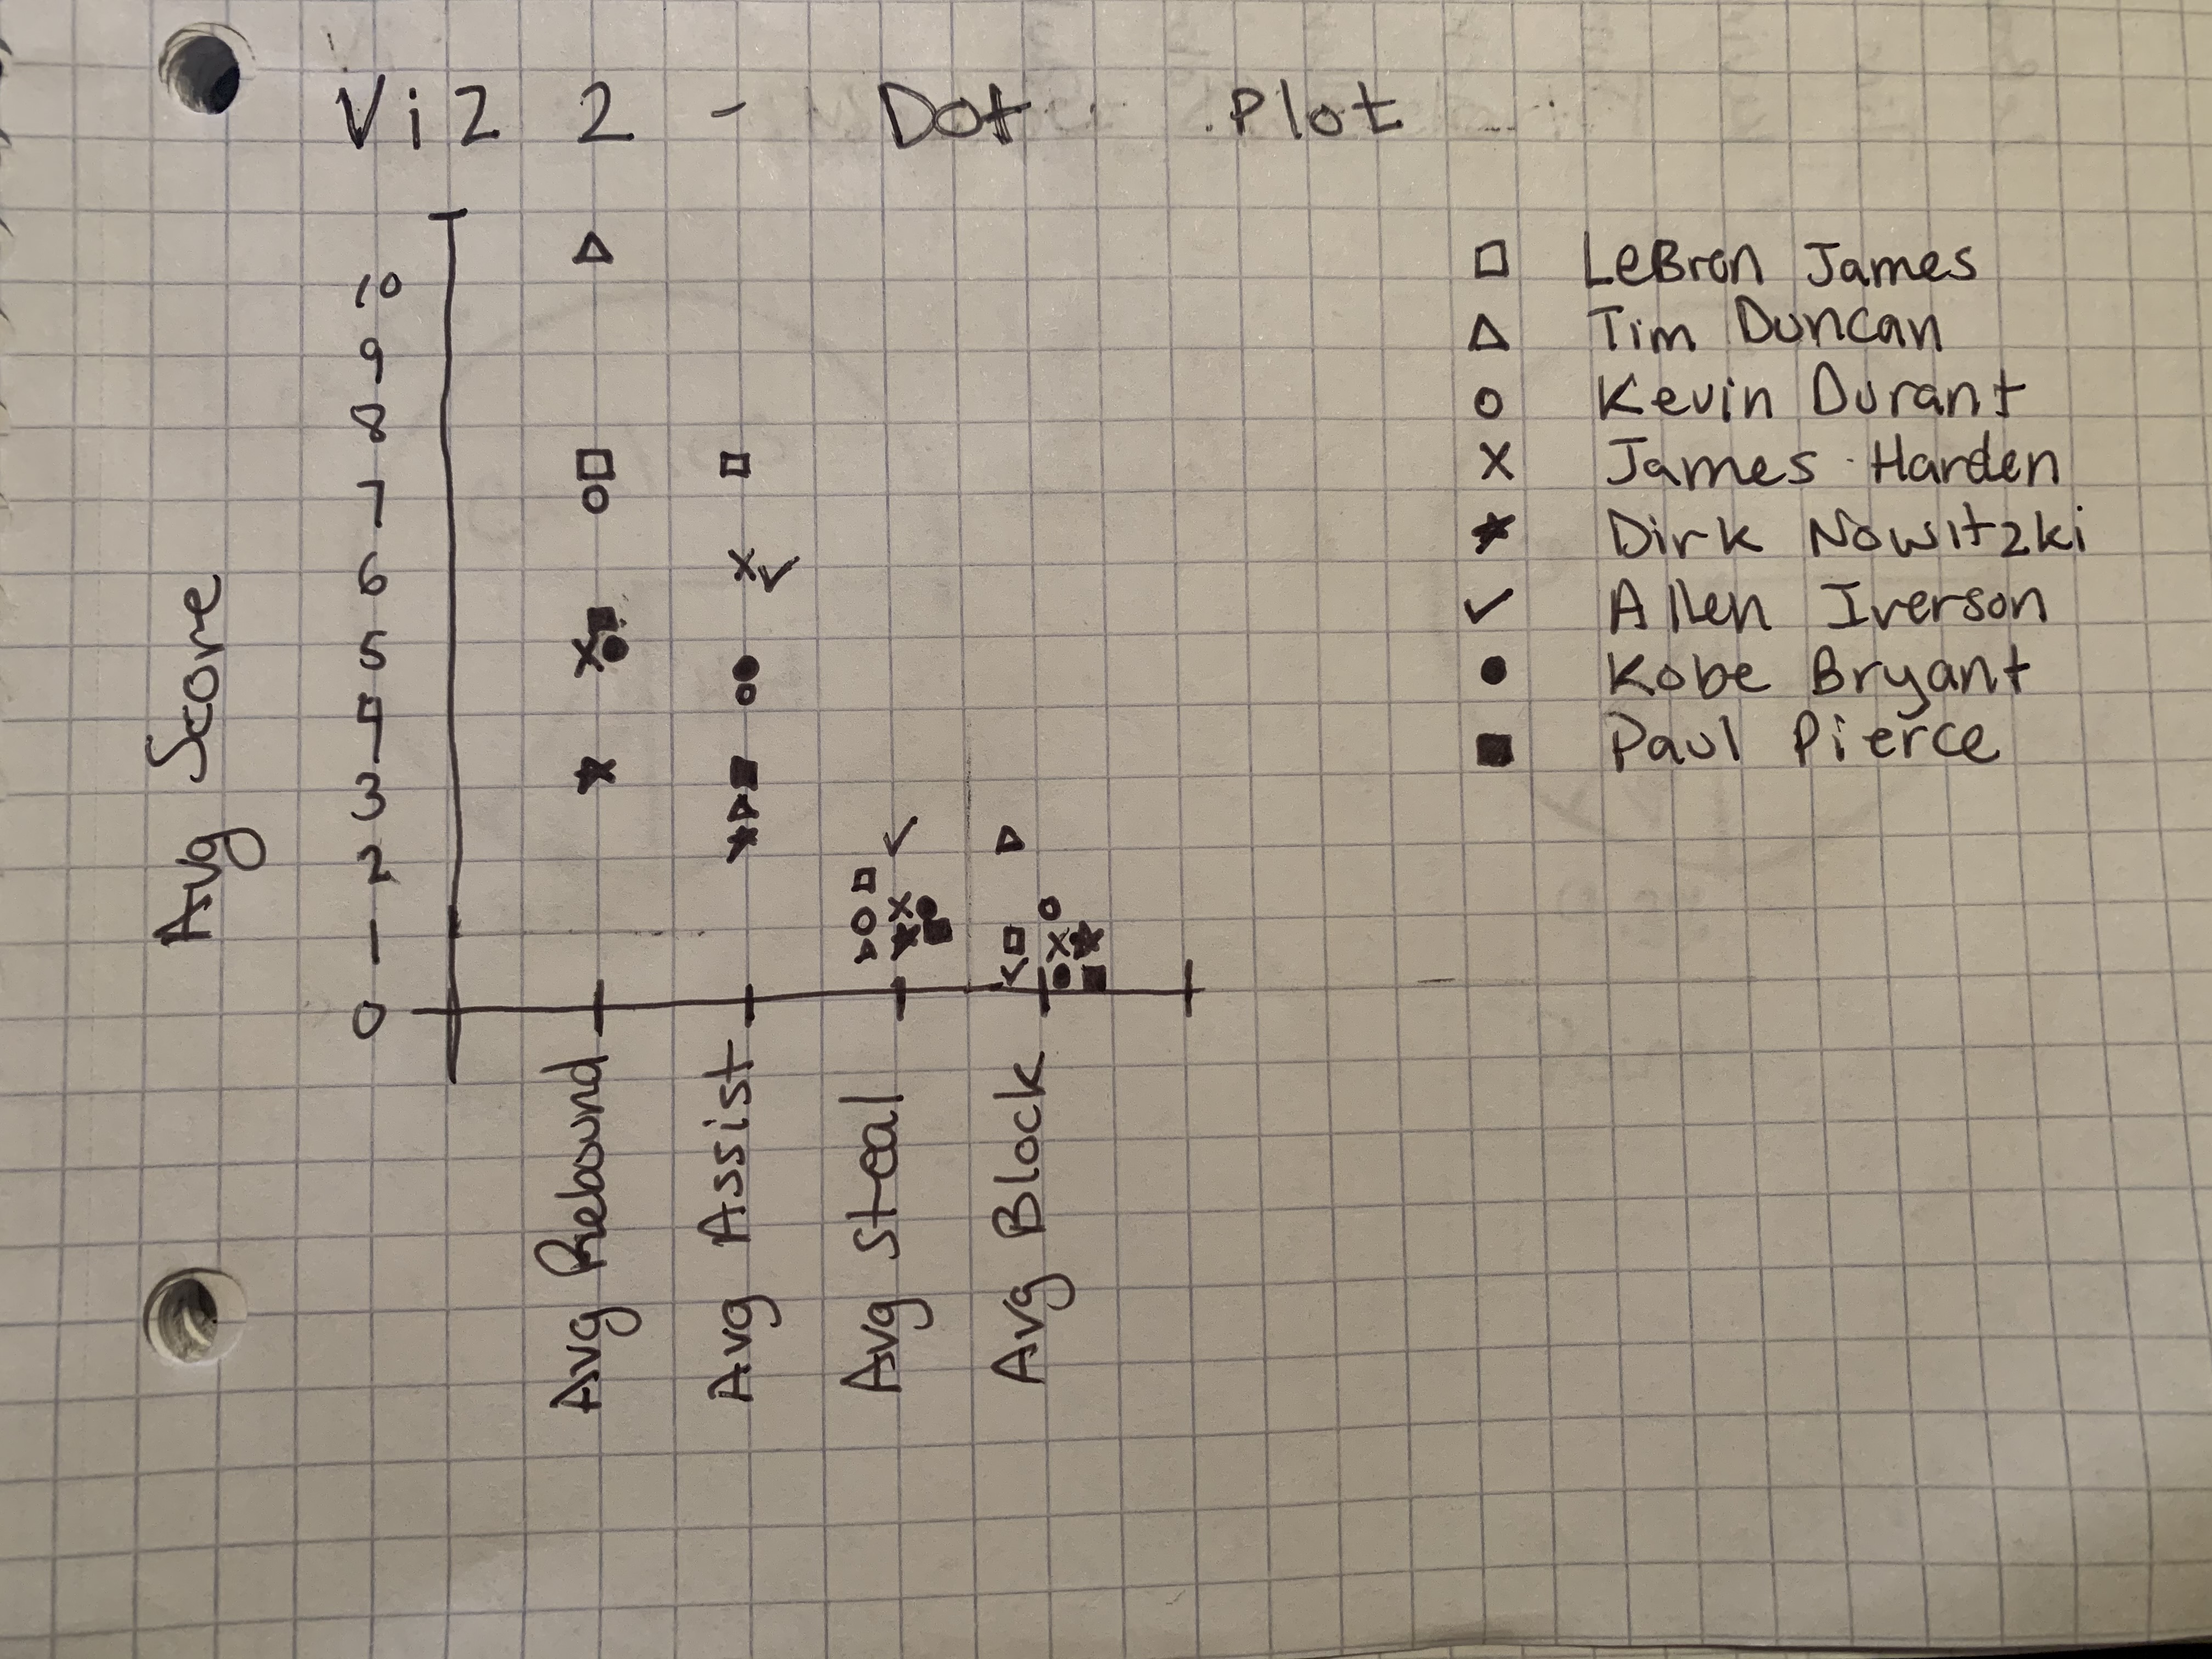 Viz 2 - Dot Plot
LeBron James
Tim Duncan
Kevin Durant
James Harden
Dirk Nowitzki
Allen Iverson
Kobe Bryant
Paul Pierce
Avg Score
10
9
8
7
6
5
4
3
2
1
0
Avg Rebound
Avg Assist
Avg Steal
Avg Block